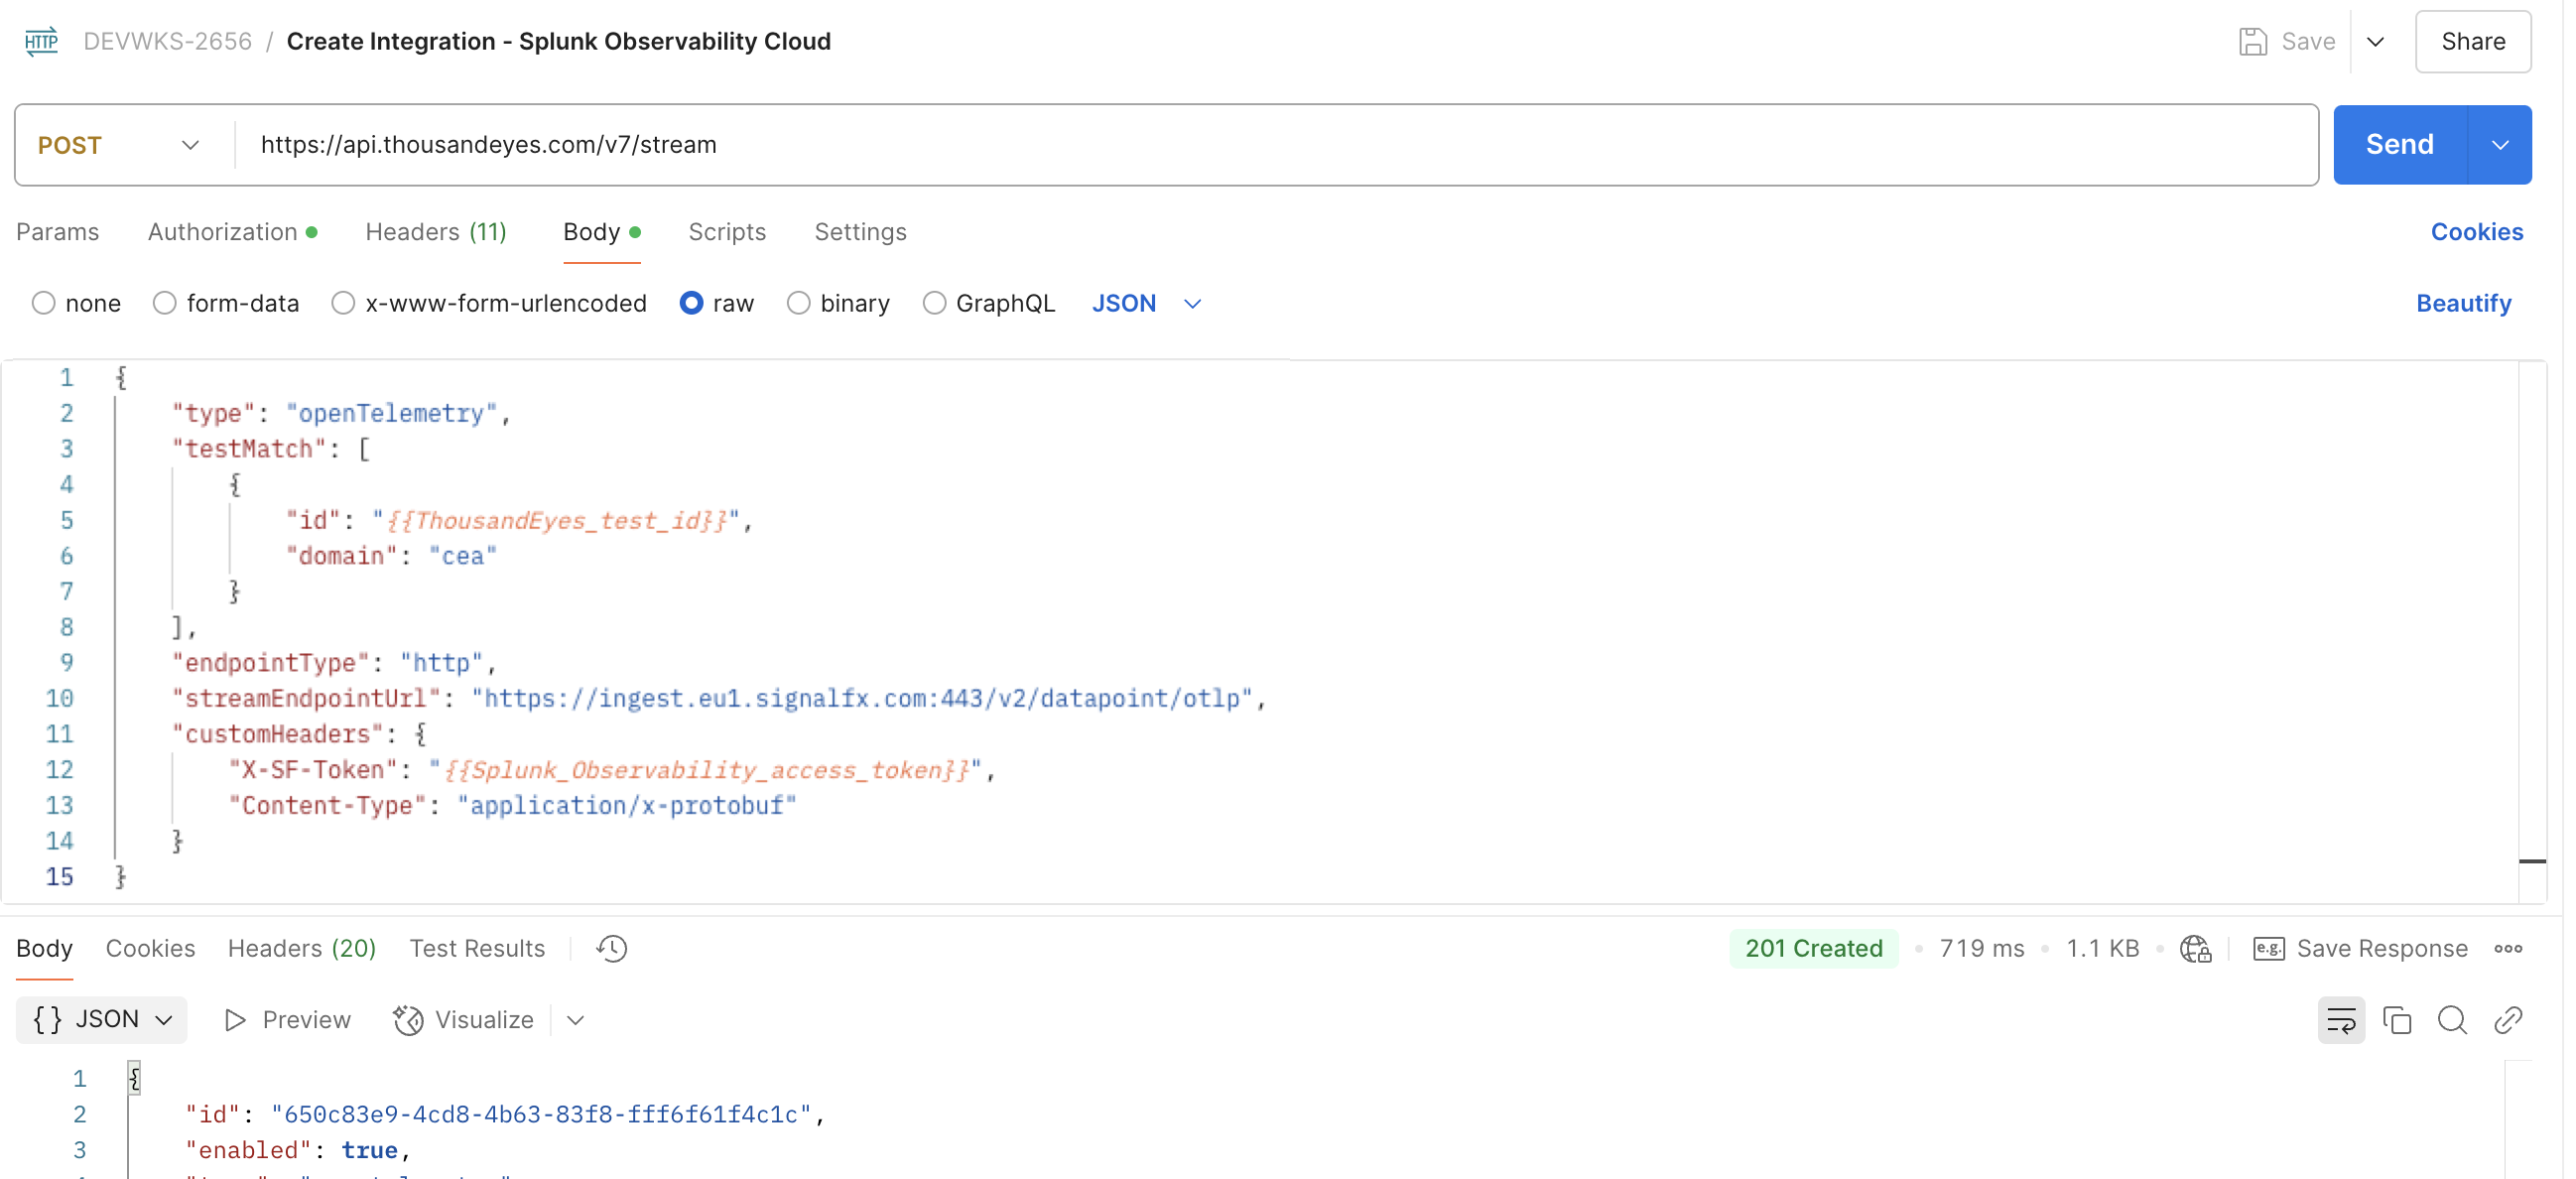 HTTP DEVWKS-2656 / Create Integration - Splunk Observability Cloud Save Share
POST https://api.thousandeyes.com/v7/stream Send
Params Authorization Headers (11) Body Scripts Settings Cookies
none form-data x-www-form-urlencoded raw binary GraphQL JSON Beautify
1 {
2 "type": "openTelemetry",
3 "testMatch": [
4 {
5 "id": "{{ThousandEyes_test_id}}",
6 "domain": "cea"
7 }
8 ],
9 "endpointType": "http",
10 "streamEndpointUrl": "https://ingest.eu1.signalfx.com:443/v2/datapoint/otlp",
11 "customHeaders": {
12 "X-SF-Token": "{{Splunk_Observability_access_token}}",
13 "Content-Type": "application/x-protobuf"
14 }
15 }
Body Cookies Headers (20) Test Results 201 Created • 719 ms • 1.1 KB • e.g. Save Response
{} JSON Preview Visualize
1 {
2 "id": "650c83e9-4cd8-4b63-83f8-fff6f61f4c1c",
3 "enabled": true,